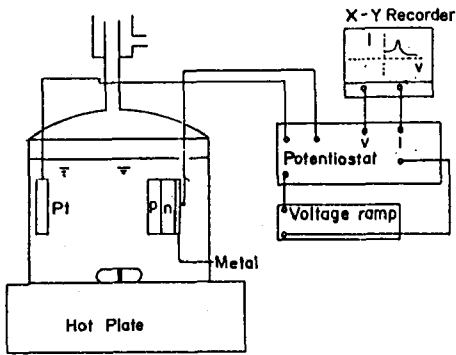 X-Y Recorder
I
V
V I
Potentiostat
Pt
p n
Voltage ramp
Metal
Hot Plate